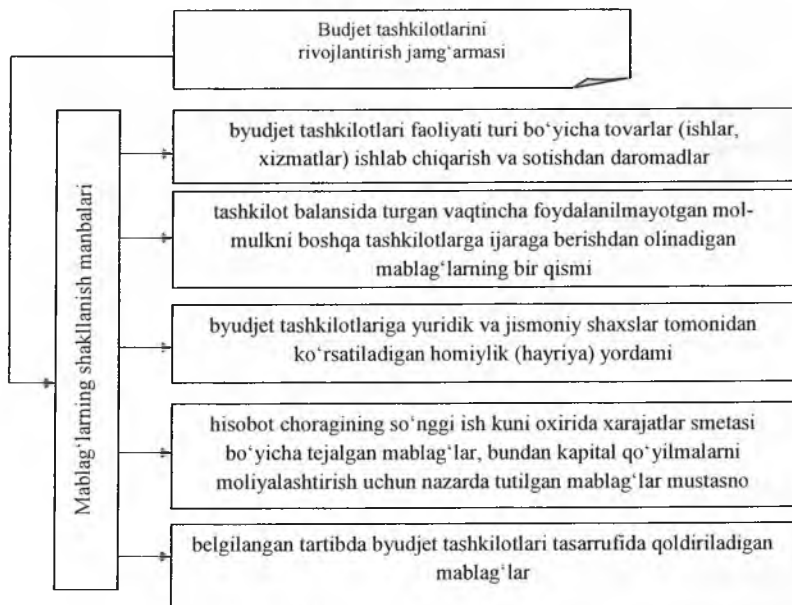 Budjet tashkilotlarini
rivojlantirish jamg‘armasi
Mablag‘larning shakllanish manbalari
byudjet tashkilotlari faoliyati turi bo‘yicha tovarlar (ishlar,
xizmatlar) ishlab chiqarish va sotishdan daromadlar
tashkilot balansida turgan vaqtincha foydalanilmayotgan mol-
mulkni boshqa tashkilotlarga ijaraga berishdan olinadigan
mablag‘larning bir qismi
byudjet tashkilotlariga yuridik va jismoniy shaxslar tomonidan
ko‘rsatiladigan homiylik (hayriya) yordami
hisobot choragining so‘nggi ish kuni oxirida xarajatlar smetasi
bo‘yicha tejalgan mablag‘lar, bundan kapital qo‘yilmalarni
moliyalashtirish uchun nazarda tutilgan mablag‘lar mustasno
belgilangan tartibda byudjet tashkilotlari tasarrufida qoldiriladigan
mablag‘lar